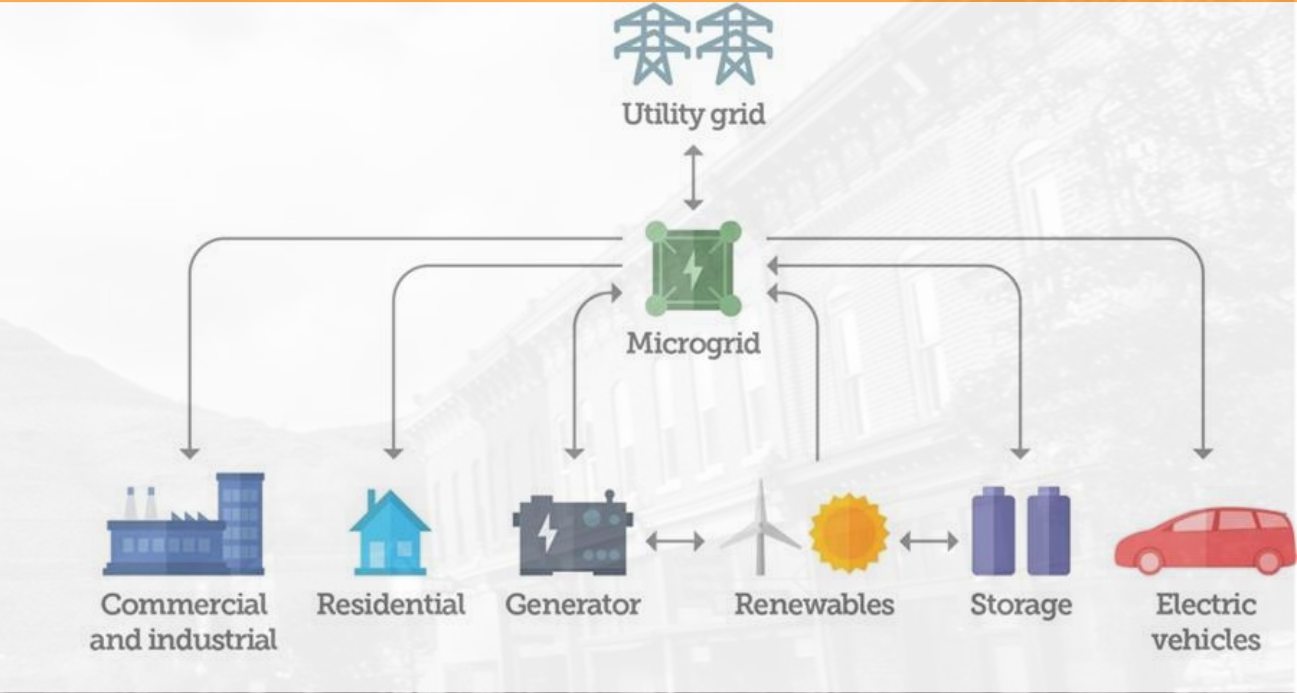 Utility grid
Microgrid
Commercial
and industrial
Residential
Generator
Renewables
Storage
Electric
vehicles